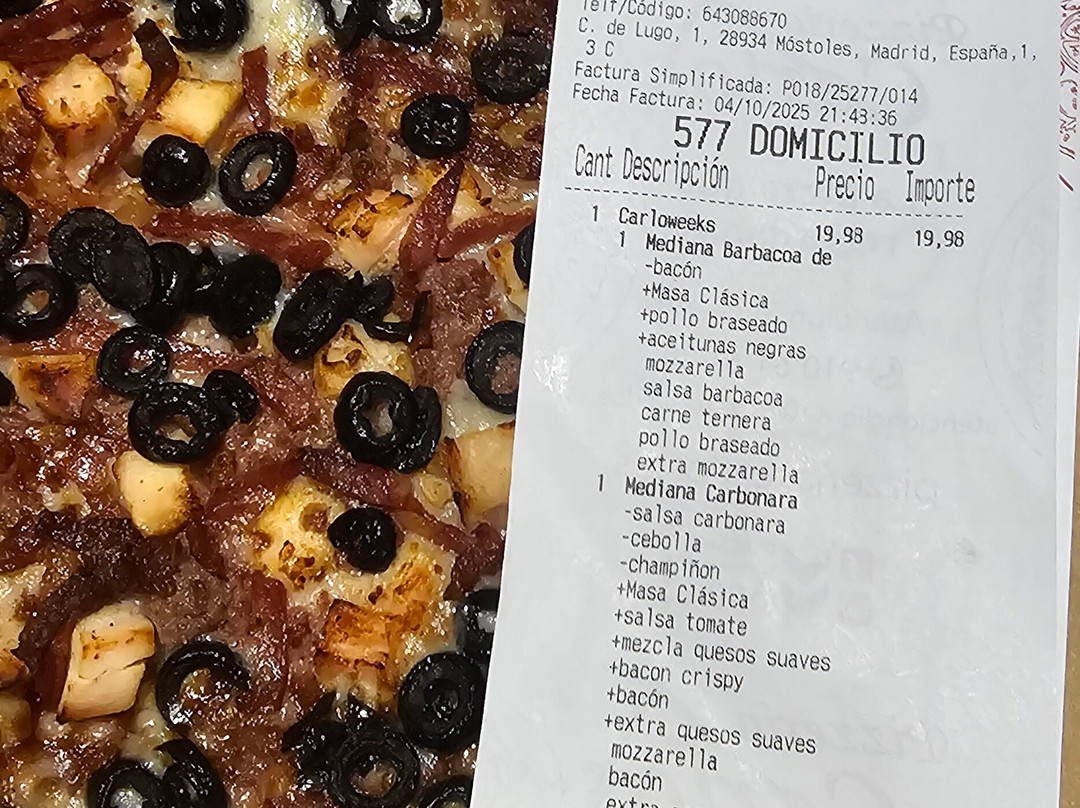 Telf/Código: 643088670
C. de Lugo, 1, 28934 Móstoles, Madrid, España,1,
3 C
Factura Simplificada: P018/25277/014
Fecha Factura: 04/10/2025 21:43:36
577 DOMICILIO
Cant Descripción Precio Importe
1 Carloweeks 19,98 19,98
1 Mediana Barbacoa de
-bacón
+Masa Clásica
+pollo braseado
+aceitunas negras
mozzarella
salsa barbacoa
carne ternera
pollo braseado
extra mozzarella
1 Mediana Carbonara
-salsa carbonara
-cebolla
-champiñon
+Masa Clásica
+salsa tomate
+mezcla quesos suaves
+bacon crispy
+bacón
+extra quesos suaves
mozzarella
bacón
extra